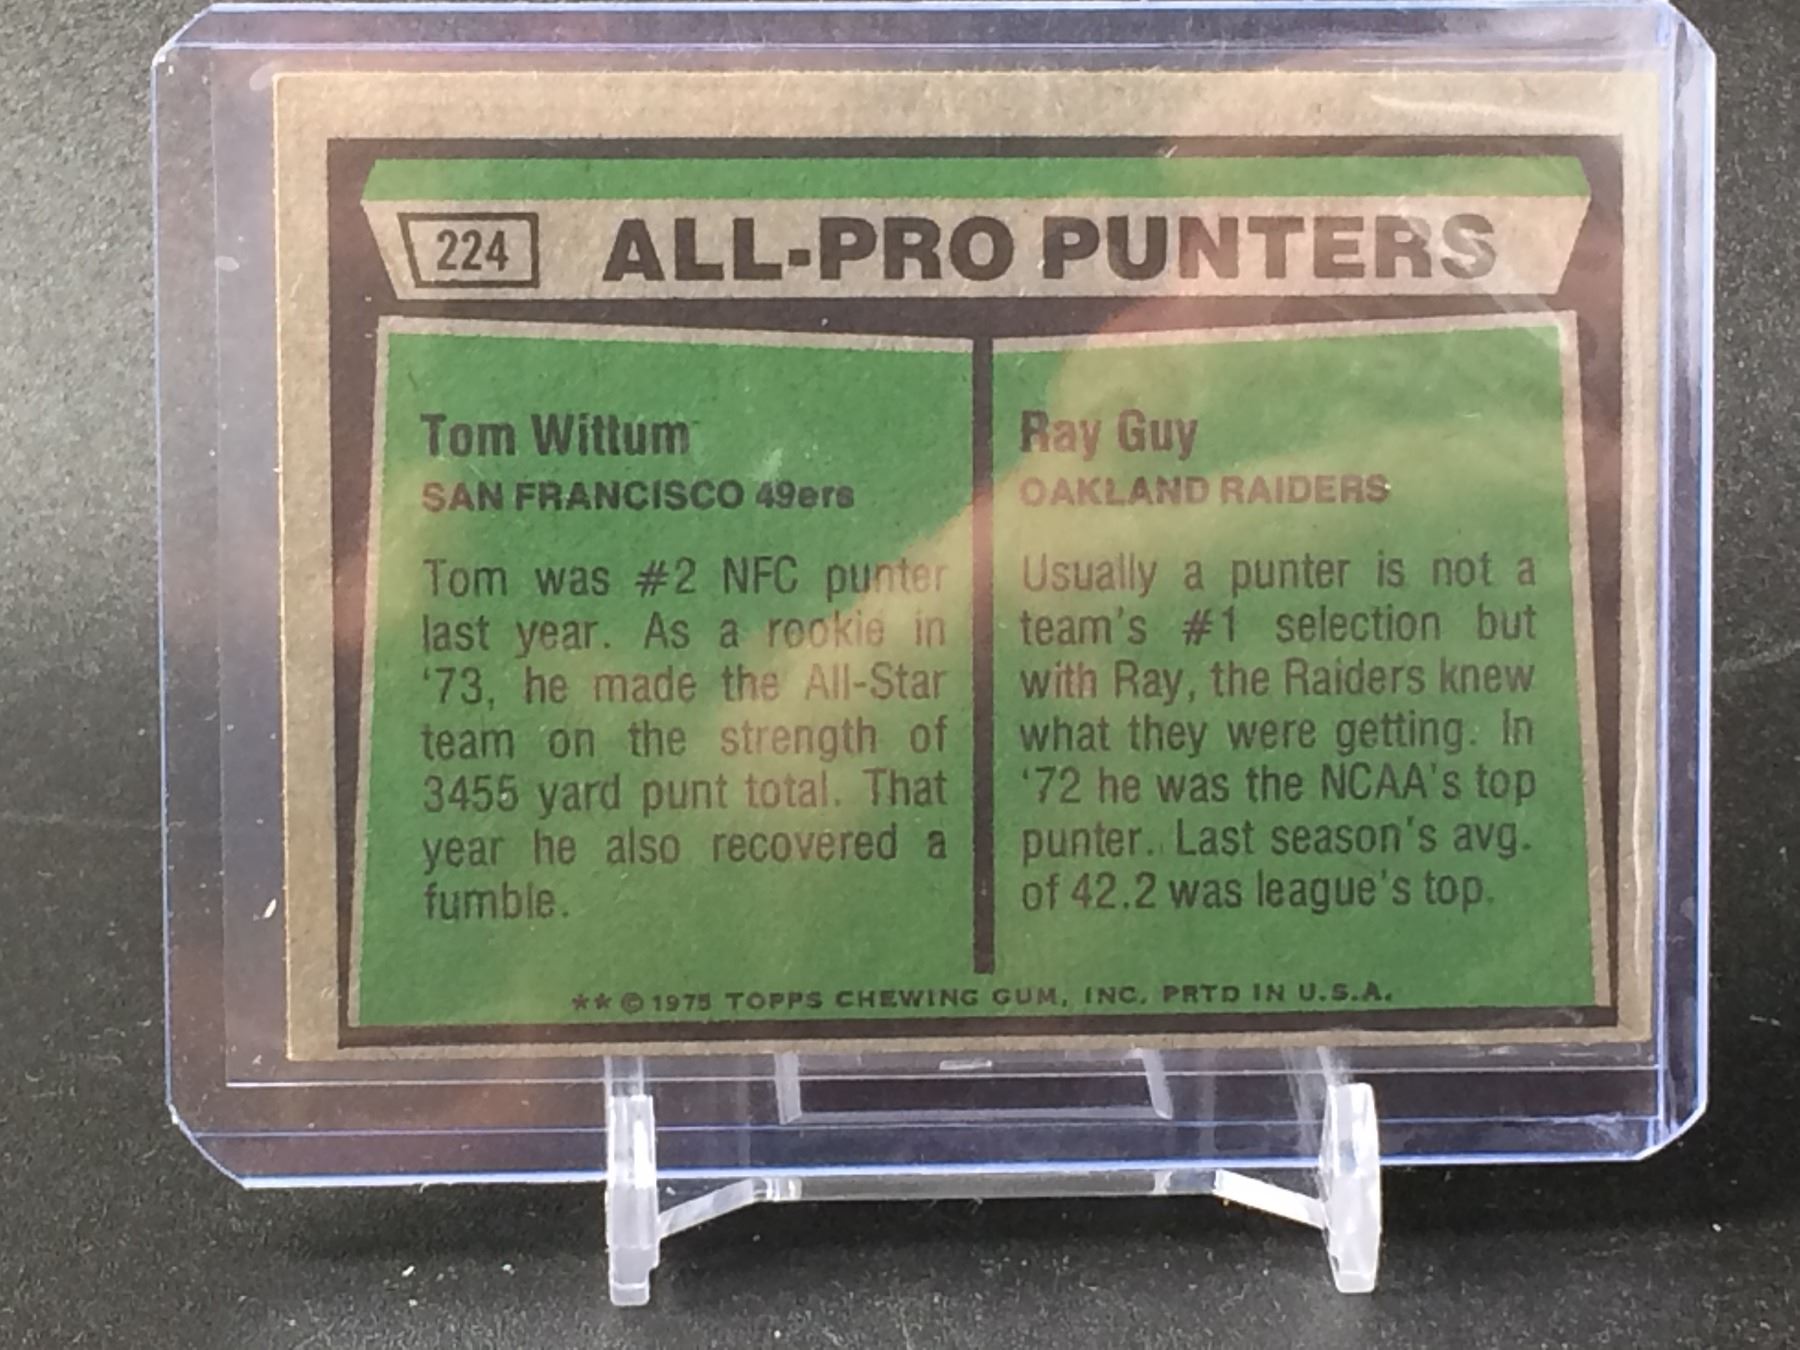 224 ALL-PRO PUNTERS
Tom Wittum
SAN FRANCISCO 49ers
Tom was #2 NFC punter
last year. As a rookie in
'73, he made the All-Star
team on the strength of
3455 yard punt total. That
year he also recovered a
fumble.
Ray Guy
OAKLAND RAIDERS
Usually a punter is not a
team's #1 selection but
with Ray, the Raiders knew
what they were getting. In
'72 he was the NCAA's top
punter. Last season's avg.
of 42.2 was league's top.
** © 1975 TOPPS CHEWING GUM, INC. PRTD IN U.S.A.